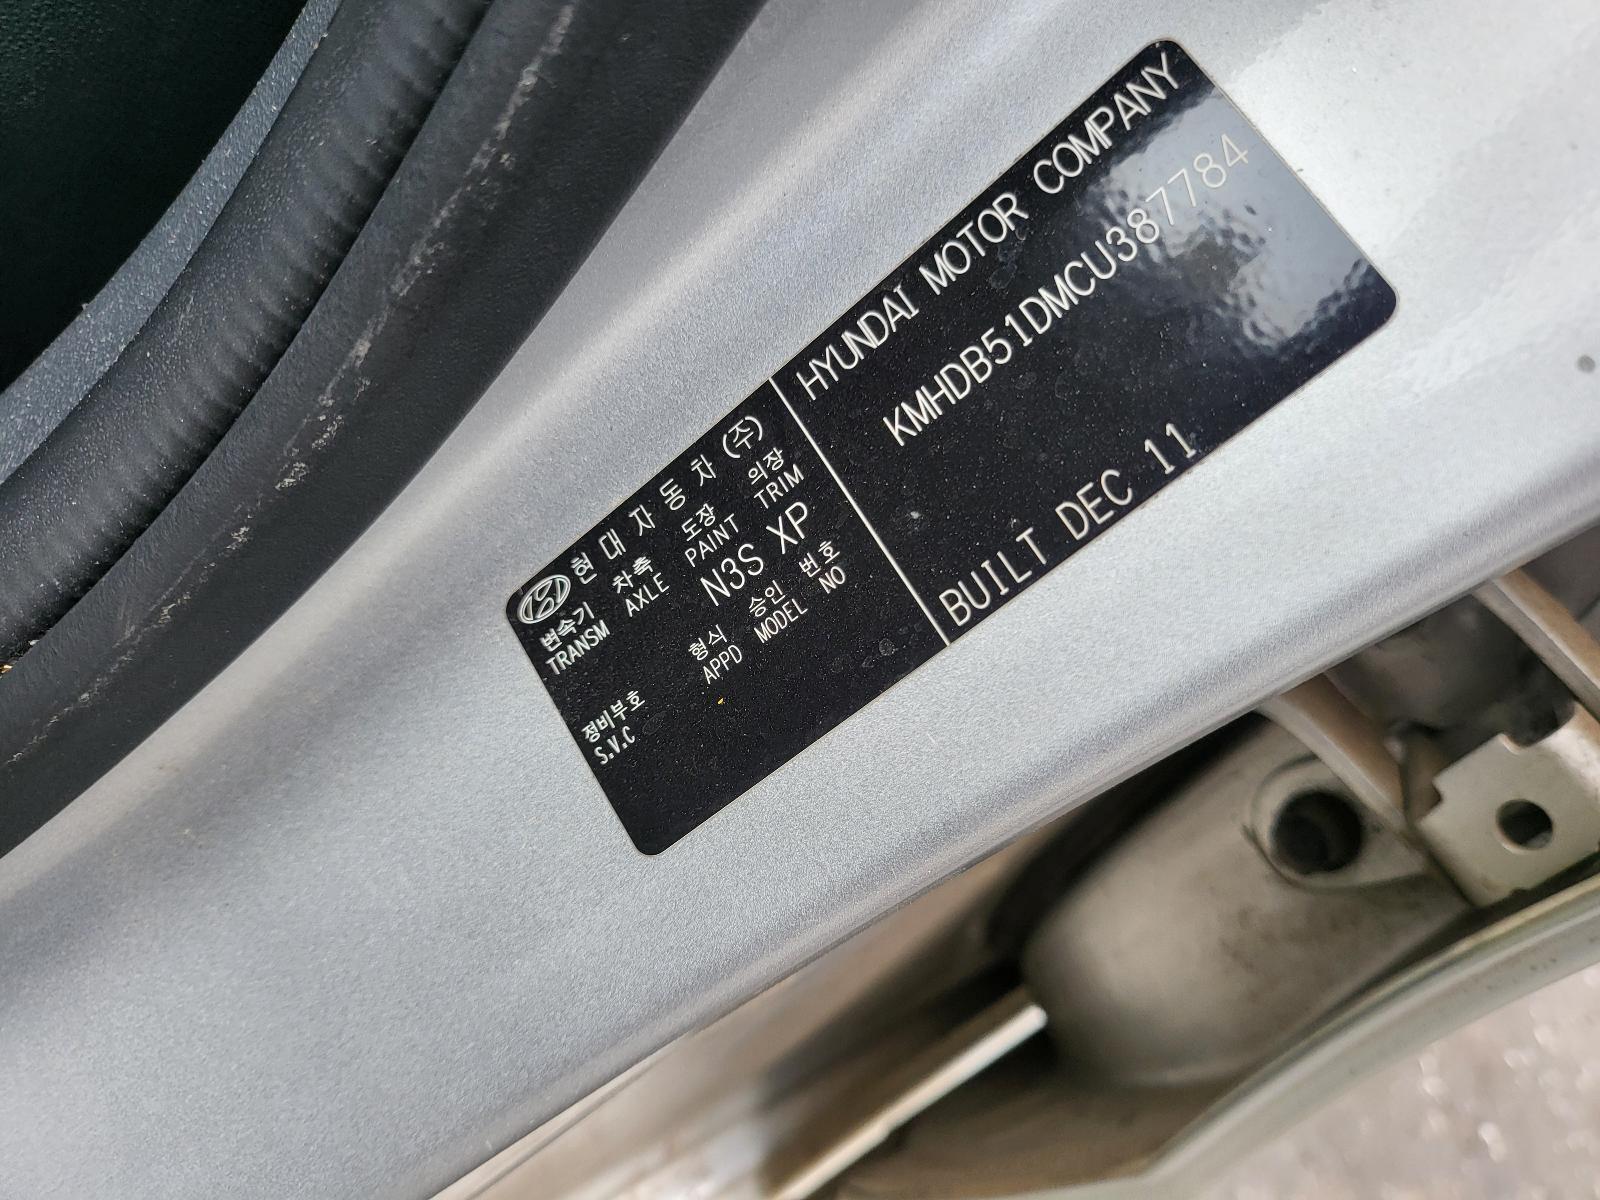 현대자동차(주)
변속기 차축 도장 의장
TRANSM AXLE PAINT TRIM
N3S XP
형식 승인 번호
APPD MODEL NO
정비부호
S.V.C
HYUNDAI MOTOR COMPANY
KMHDB51DMCU387784
BUILT DEC 11